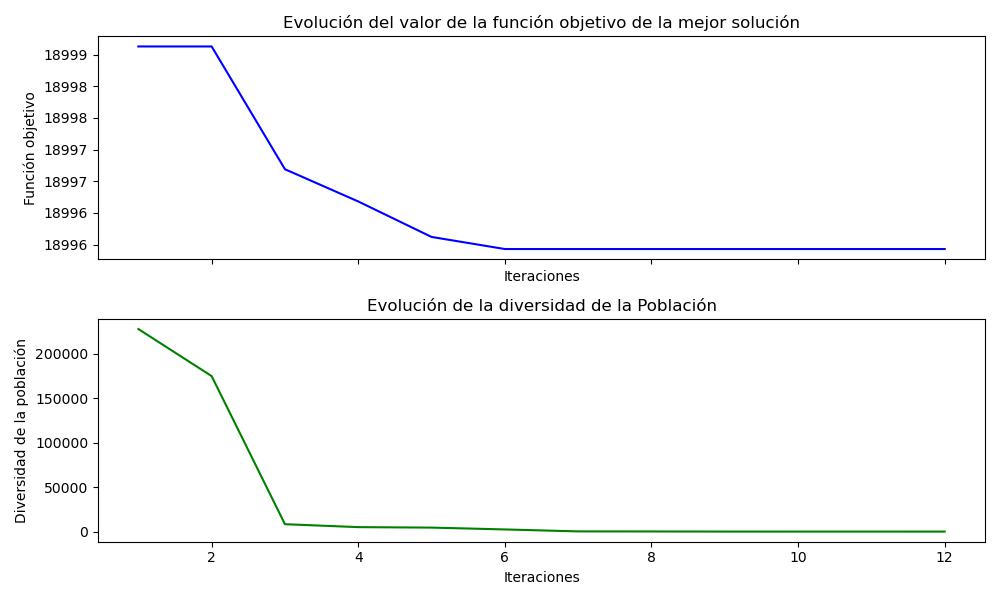 Evolución del valor de la función objetivo de la mejor solución
Función objetivo
18999
18998
18998
18997
18997
18996
18996
Iteraciones
Evolución de la diversidad de la Población
Diversidad de la población
200000
150000
100000
50000
0
2 4 6 8 10 12
Iteraciones